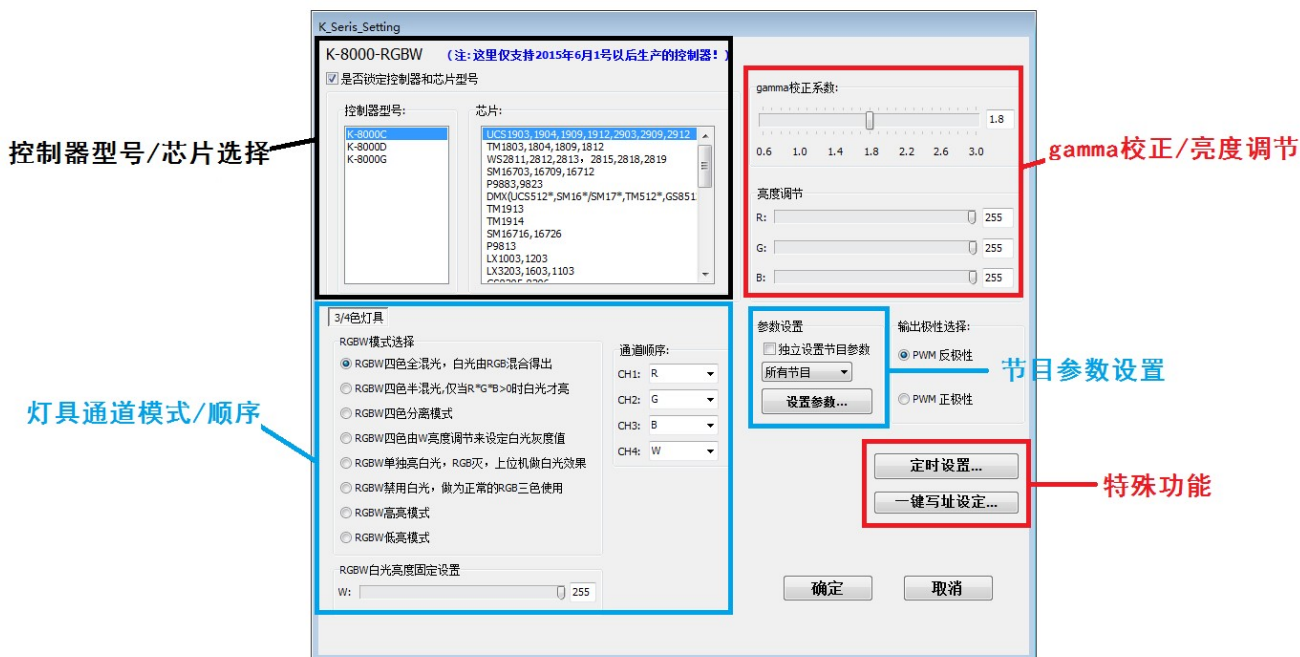 K_Seris_Setting
K-8000-RGBW （注:这里仅支持2015年6月1号以后生产的控制器！）
是否锁定控制器和芯片型号
控制器型号:
K-8000C
K-8000D
K-8000G
芯片:
UCS1903,1904,1909,1912,2903,2909,2912
TM1803,1804,1809,1812
WS2811,2812,2813，2815,2818,2819
SM16703,16709,16712
P9883,9823
DMX(UCS512*,SM16*/SM17*,TM512*,GS851
TM1913
TM1914
SM16716,16726
P9813
LX1003,1203
LX3203,1603,1103
控制器型号/芯片选择
gamma校正系数:
1.8
0.6 1.0 1.4 1.8 2.2 2.6 3.0
亮度调节
R: 255
G: 255
B: 255
gamma校正/亮度调节
3/4色灯具
RGBW模式选择
RGBW四色全混光，白光由RGB混合得出
RGBW四色半混光,仅当R*G*B>0时白光才亮
RGBW四色分离模式
RGBW四色由W亮度调节来设定白光灰度值
RGBW单独亮白光，RGB灭，上位机做白光效果
RGBW禁用白光，做为正常的RGB三色使用
RGBW高亮模式
RGBW低亮模式
通道顺序:
CH1: R
CH2: G
CH3: B
CH4: W
RGBW白光亮度固定设置
W: 255
灯具通道模式/顺序
参数设置
独立设置节目参数
所有节目
设置参数...
输出极性选择:
PWM 反极性
PWM 正极性
节目参数设置
定时设置...
一键写址设定...
特殊功能
确定
取消